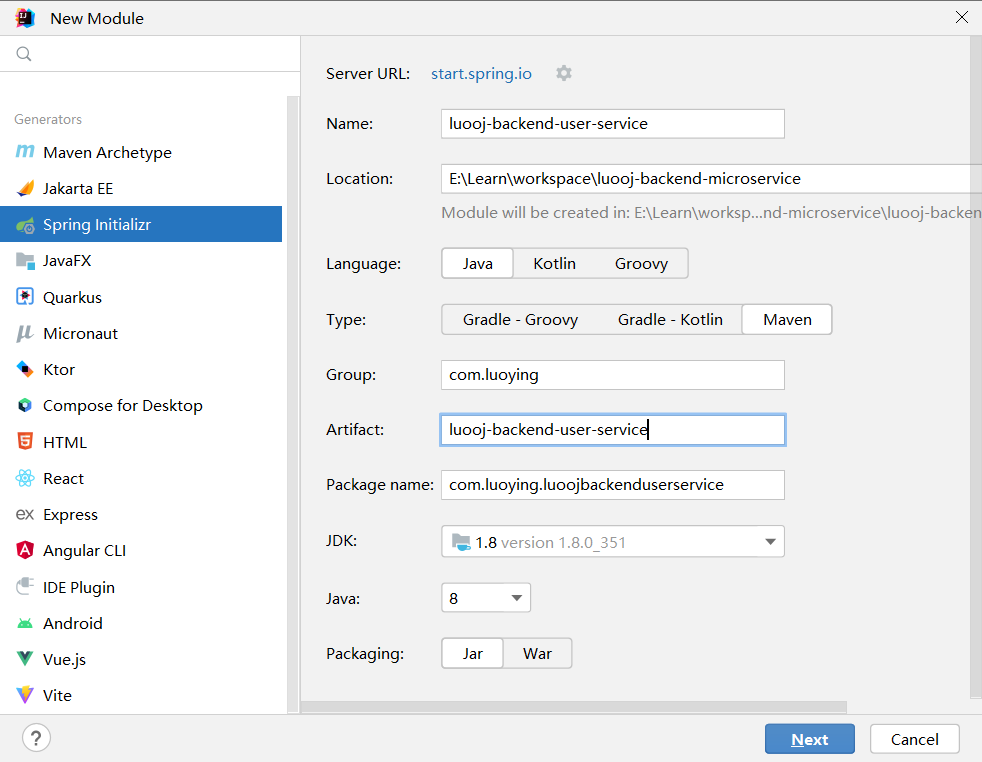 New Module
Generators
Maven Archetype
Jakarta EE
Spring Initializr
JavaFX
Quarkus
Micronaut
Ktor
Compose for Desktop
HTML
React
Express
Angular CLI
IDE Plugin
Android
Vue.js
Vite
Server URL: start.spring.io
Name: luooj-backend-user-service
Location: E:\Learn\workspace\luooj-backend-microservice
Module will be created in: E:\Learn\worksp...nd-microservice\luooj-backen
Language: Java Kotlin Groovy
Type: Gradle - Groovy Gradle - Kotlin Maven
Group: com.luoying
Artifact: luooj-backend-user-service
Package name: com.luoying.luoojbackenduserservice
JDK: 1.8 version 1.8.0_351
Java: 8
Packaging: Jar War
? Next Cancel